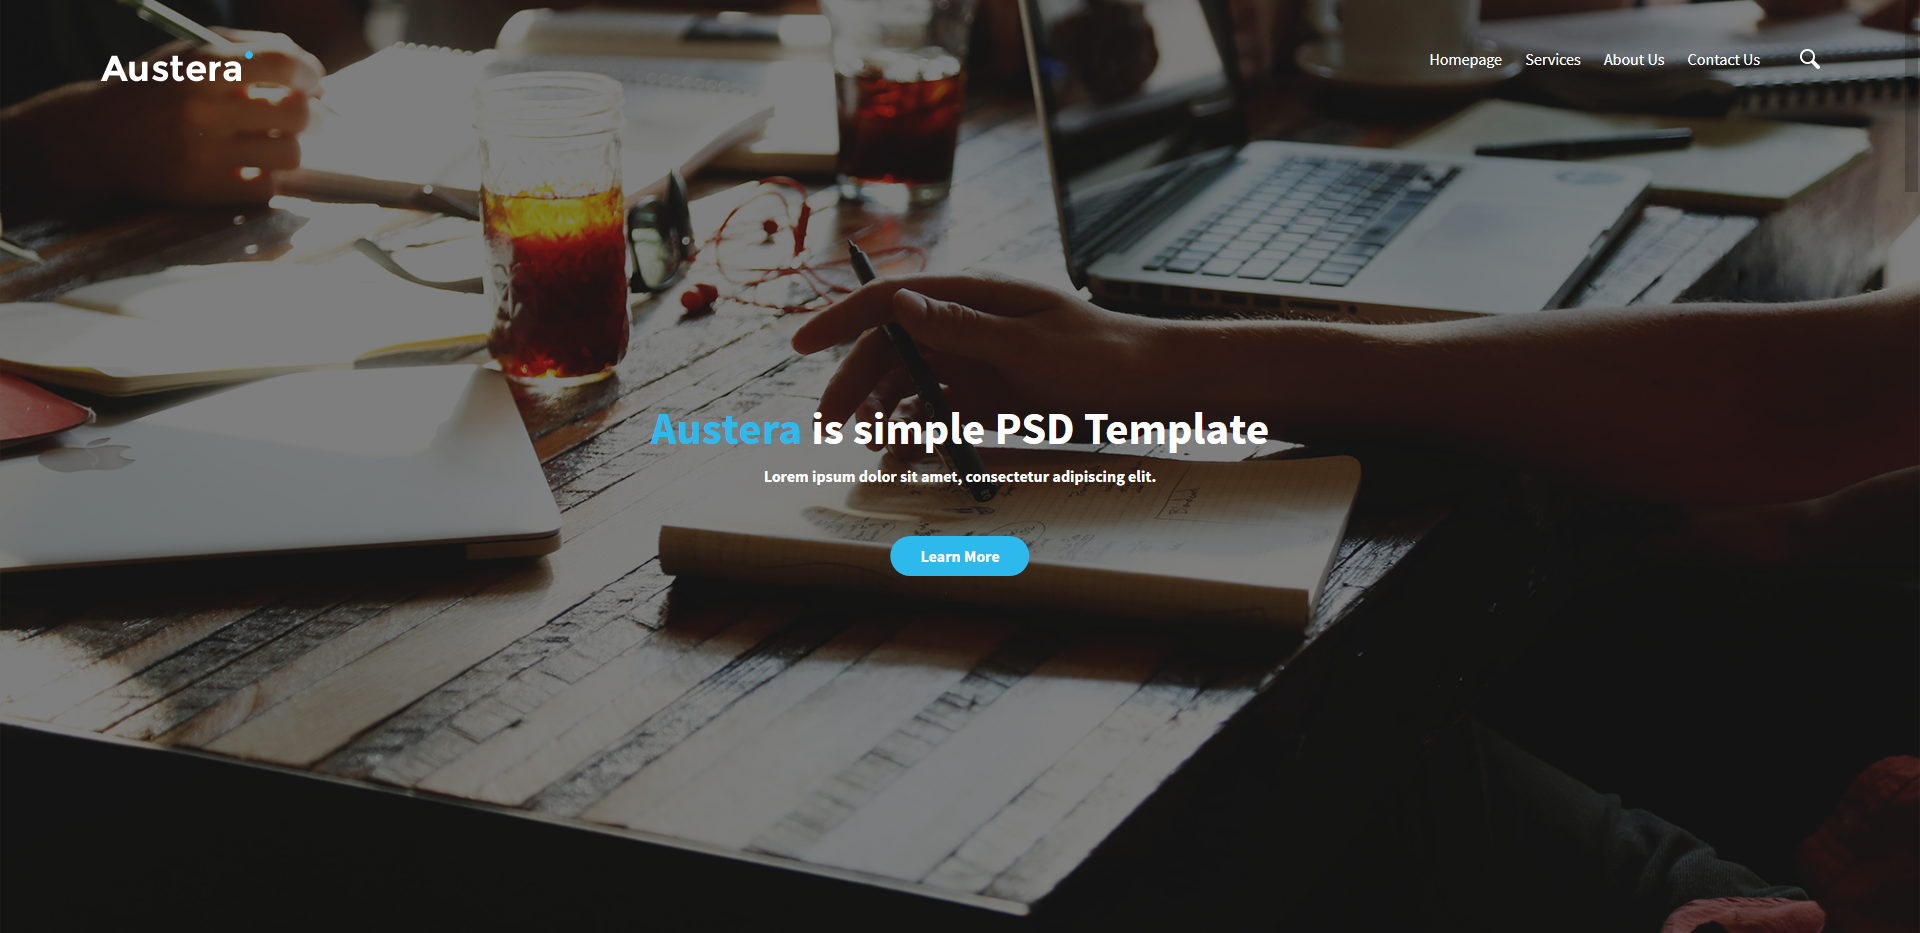 Austera
Homepage Services About Us Contact Us
Austera is simple PSD Template
Lorem ipsum dolor sit amet, consectetur adipiscing elit.
Learn More